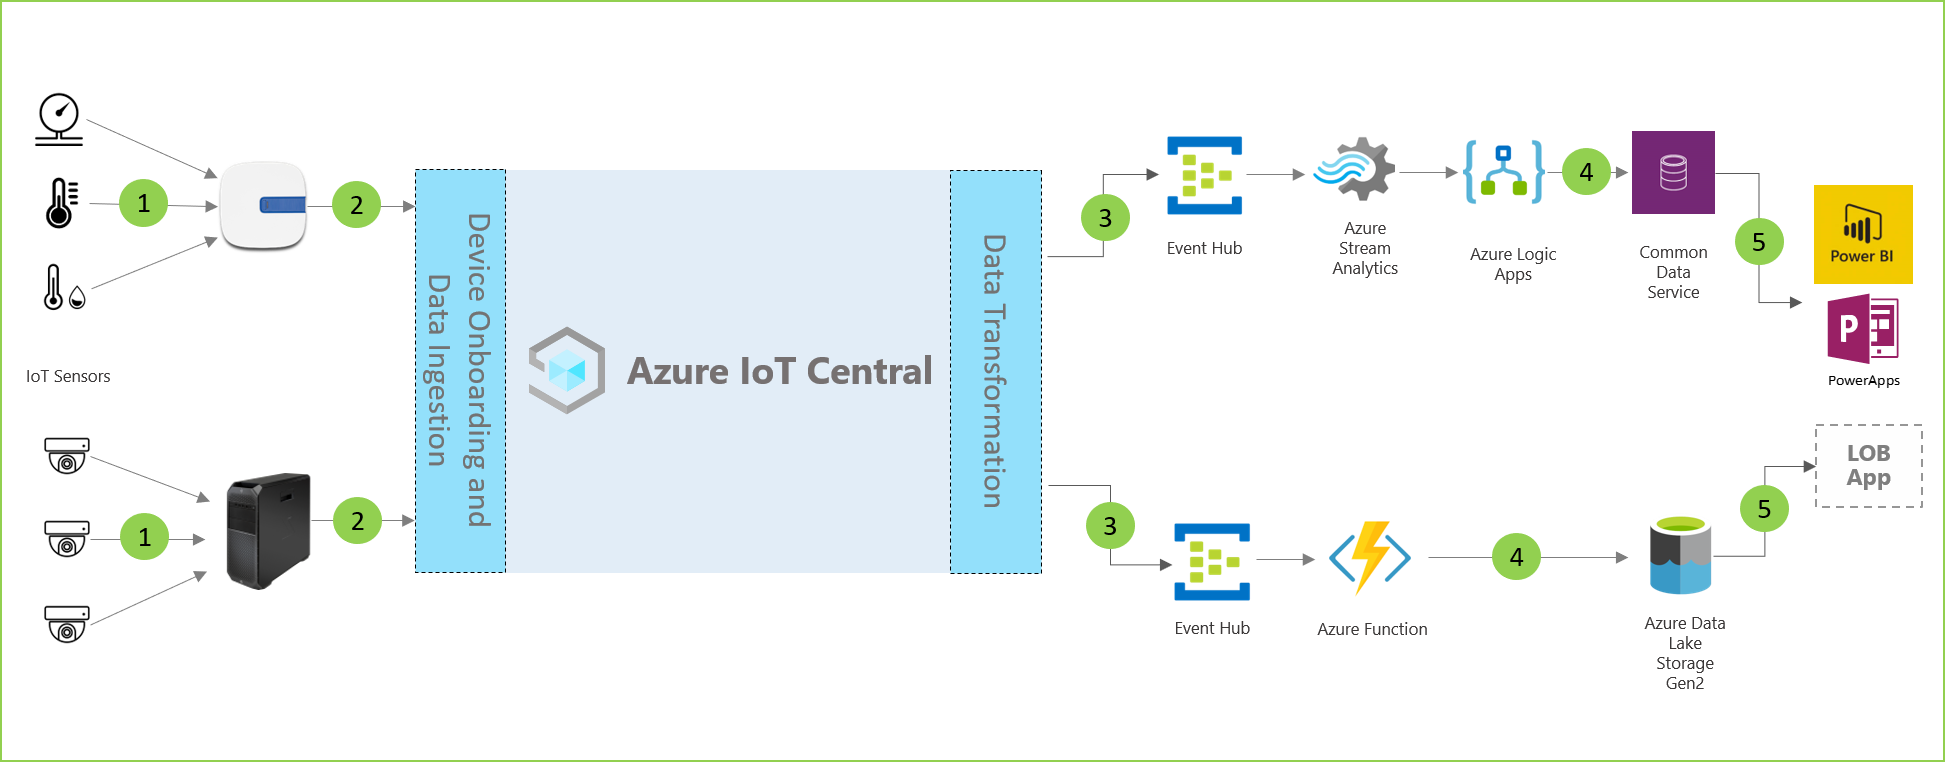 1
2
IoT Sensors
1
2
Device Onboarding and
Data Ingestion
Azure IoT Central
Data Transformation
3
Event Hub
Azure
Stream
Analytics
Azure Logic
Apps
4
Common
Data
Service
5
Power BI
P
PowerApps
3
Event Hub
Azure Function
4
Azure Data
Lake
Storage
Gen2
5
LOB
App